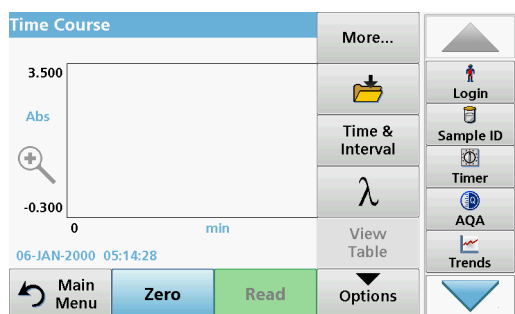 Time Course
3.500
Abs
-0.300
0
min
06-JAN-2000 05:14:28
More...
Time &
Interval
λ
View
Table
Main
Menu
Zero
Read
Options
Login
Sample ID
Timer
AQA
Trends